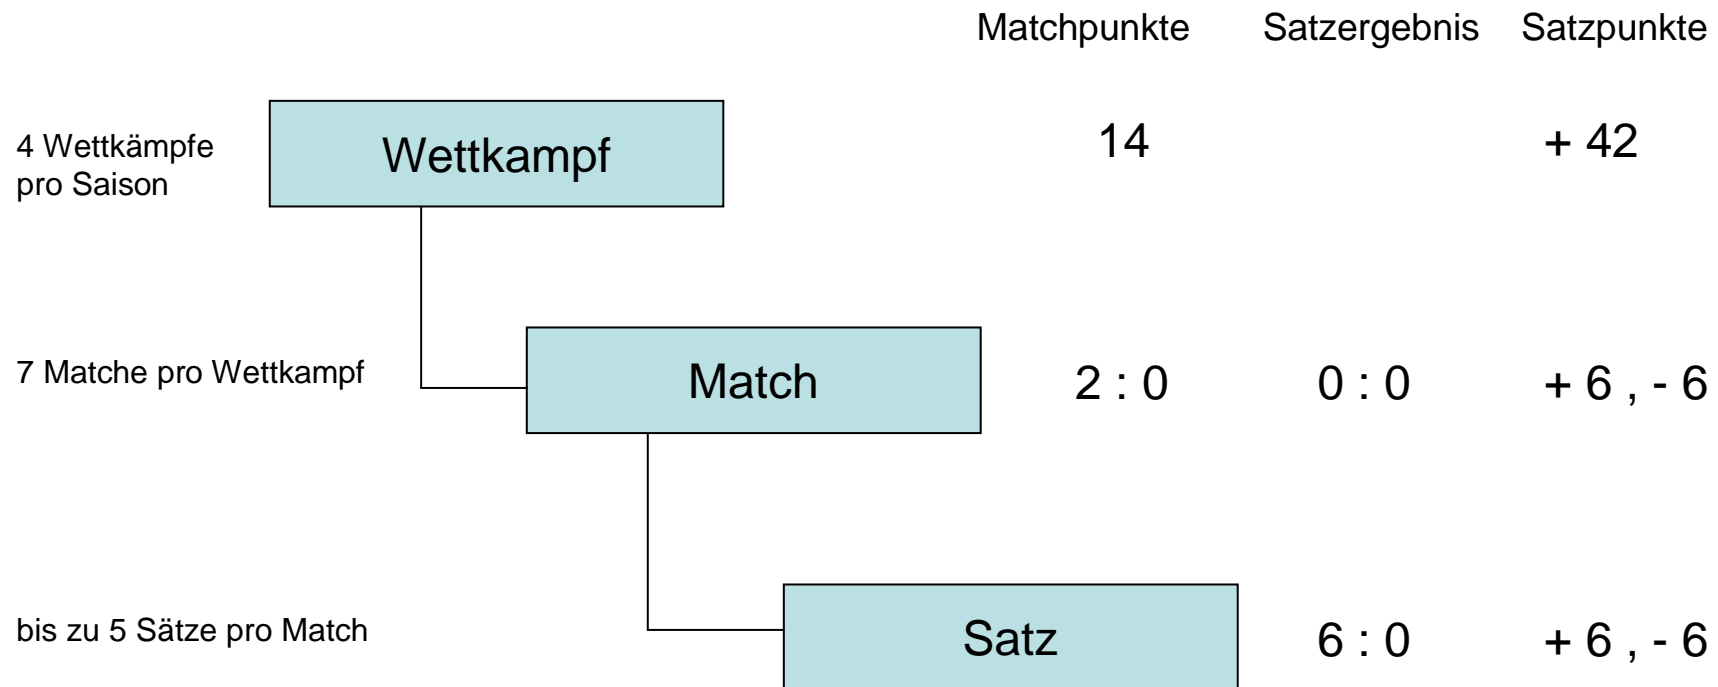 Matchpunkte Satzergebnis Satzpunkte
4 Wettkämpfe
pro Saison
Wettkampf
14
+ 42
7 Matche pro Wettkampf
Match
2 : 0
0 : 0
+ 6 , - 6
bis zu 5 Sätze pro Match
Satz
6 : 0
+ 6 , - 6